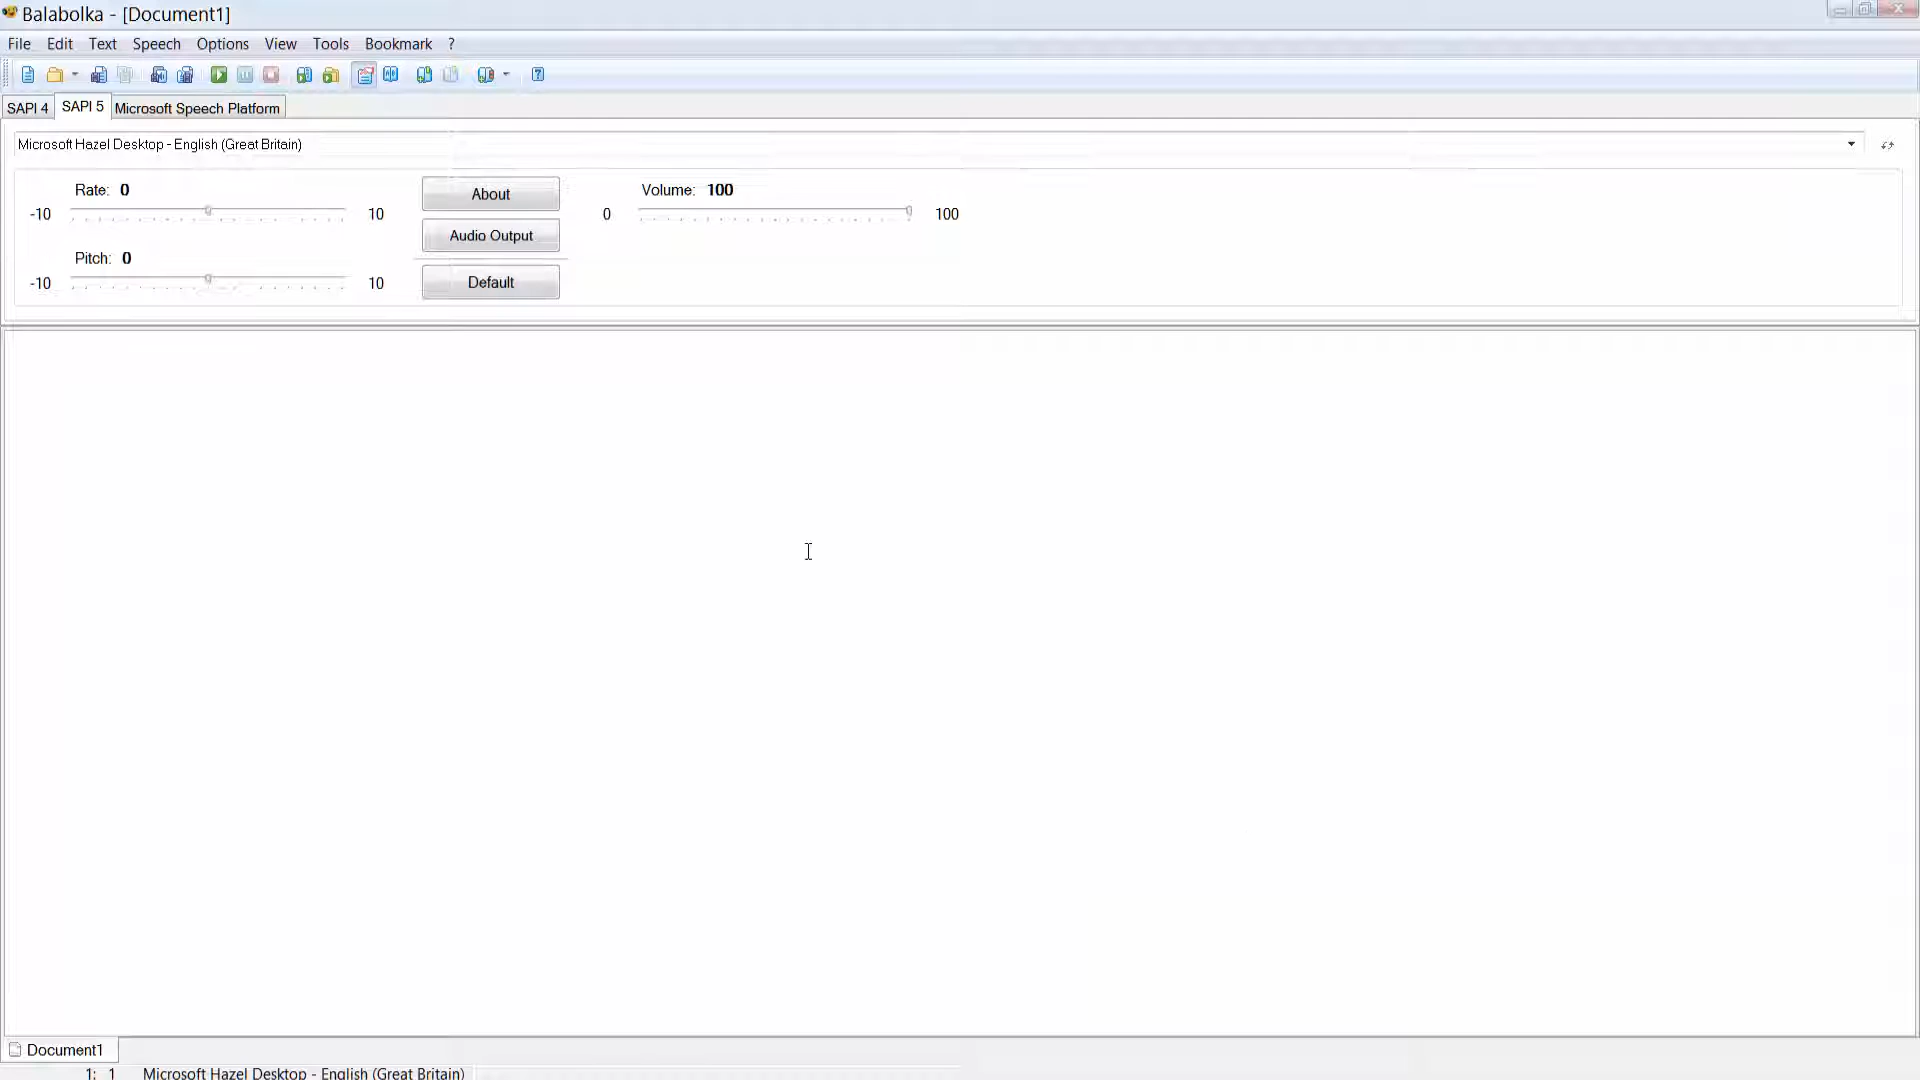 Balabolka - [Document1]
File Edit Text Speech Options View Tools Bookmark ?
SAPI 4 SAPI 5 Microsoft Speech Platform
Microsoft Hazel Desktop - English (Great Britain)
Rate: 0 About Volume: 100
-10 10 0 100
Audio Output
Pitch: 0
-10 10 Default
Document1
1: 1 Microsoft Hazel Desktop - English (Great Britain)